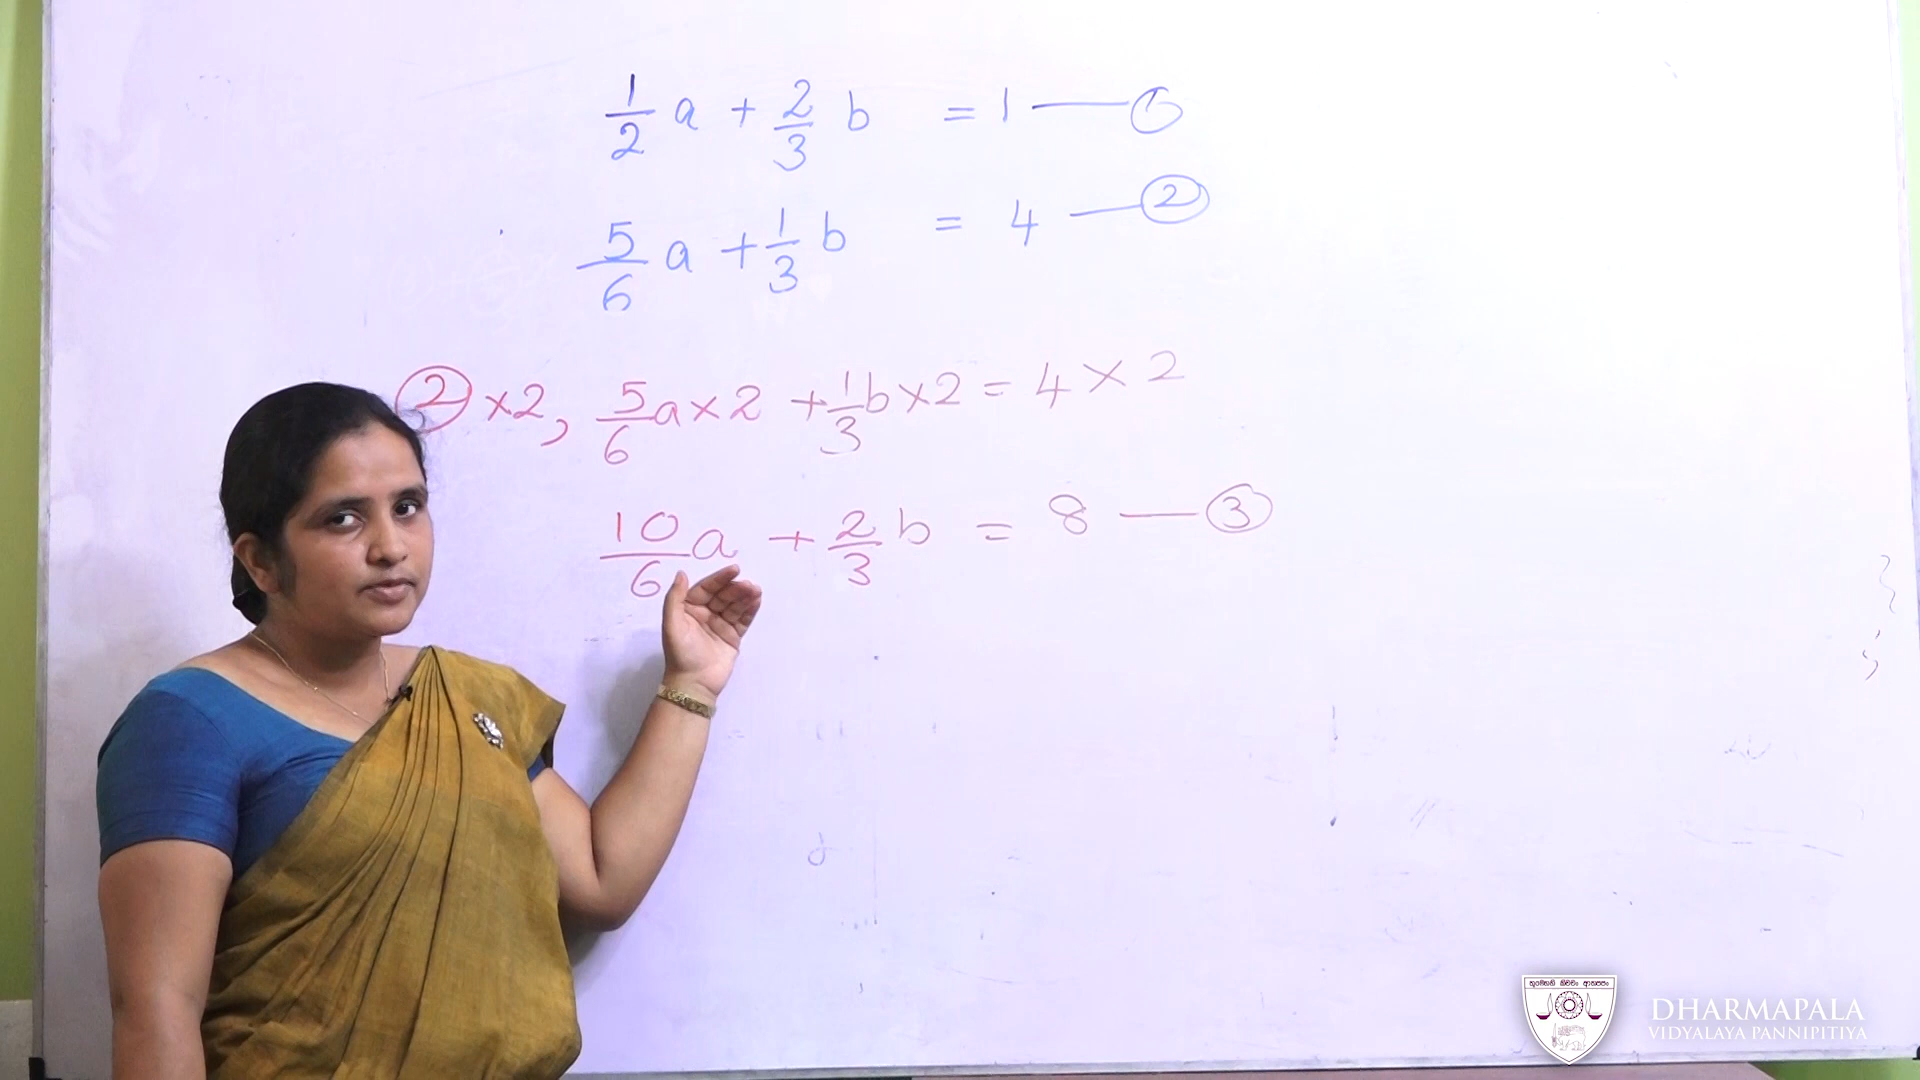 1/2 a + 2/3 b = 1 — ①
5/6 a + 1/3 b = 4 — ②
② ×2, 5/6 a × 2 + 1/3 b × 2 = 4 × 2
10/6 a + 2/3 b = 8 — ③
DHARMAPALA
VIDYALAYA PANNIPITIYA